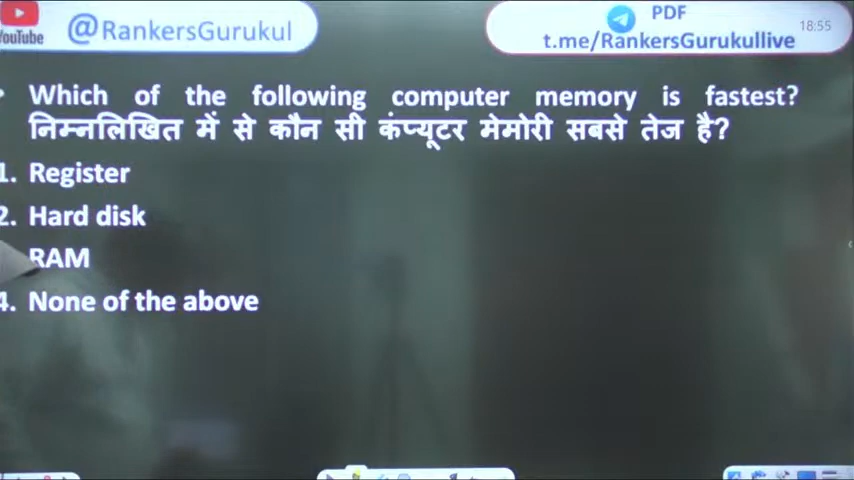 YouTube
@RankersGurukul
PDF
t.me/RankersGurukullive
18:55
Which of the following computer memory is fastest?
निम्नलिखित में से कौन सी कंप्यूटर मेमोरी सबसे तेज है?
1. Register
2. Hard disk
RAM
4. None of the above